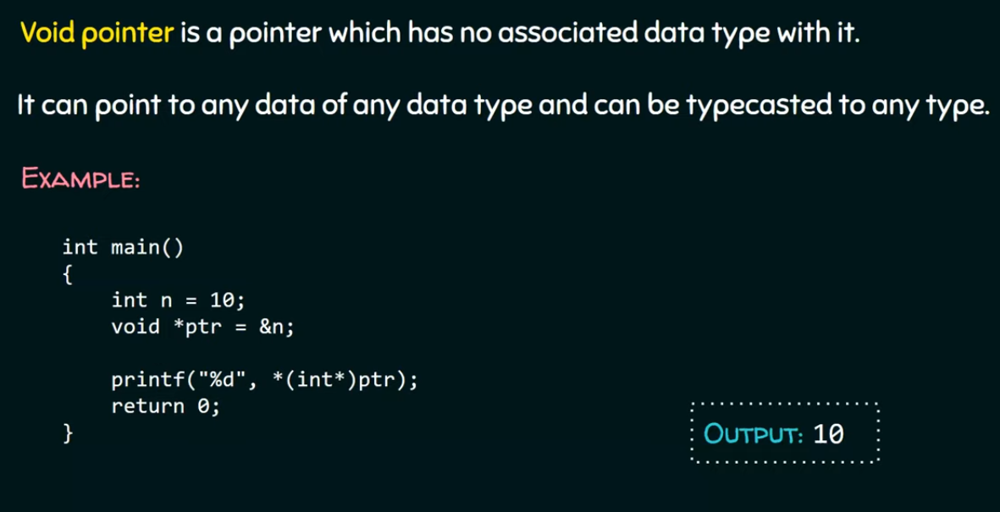 Void pointer is a pointer which has no associated data type with it.
It can point to any data of any data type and can be typecasted to any type.
EXAMPLE:
int main()
{
    int n = 10;
    void *ptr = &n;
    printf("%d", *(int*)ptr);
    return 0;
}
OUTPUT: 10